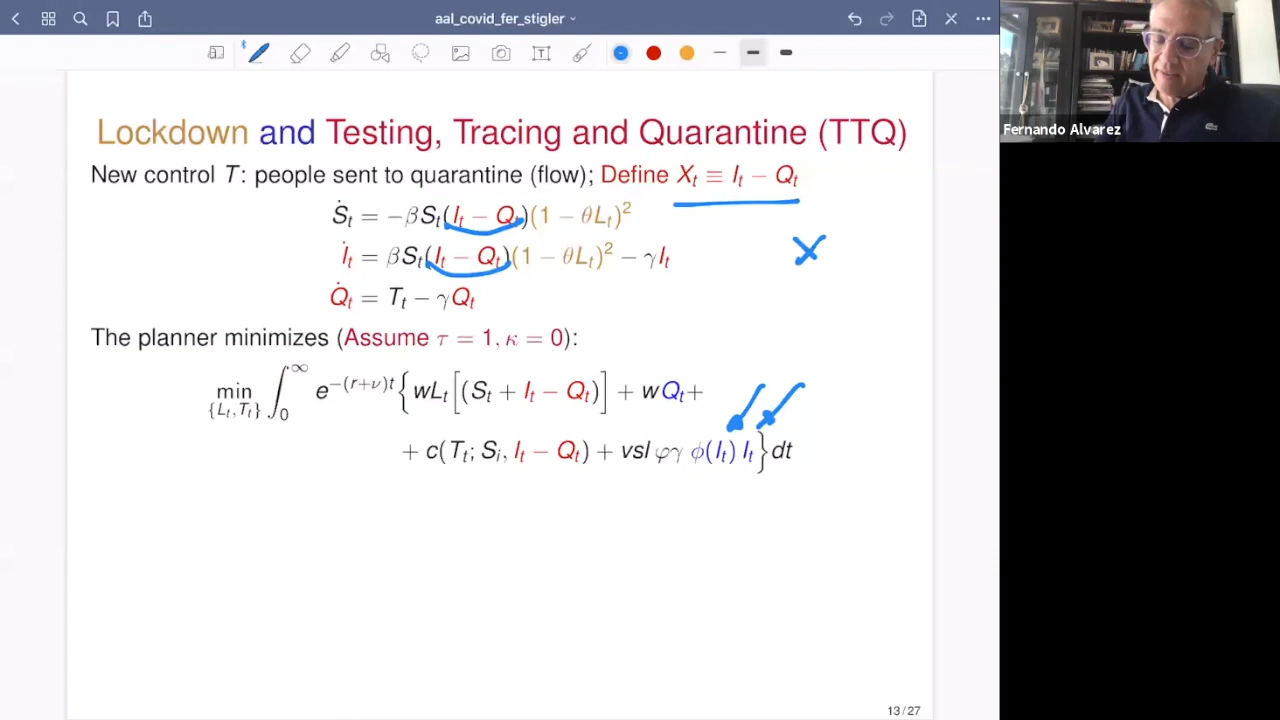 aal_covid_fer_stigler
Fernando Alvarez
Lockdown and Testing, Tracing and Quarantine (TTQ)
New control T: people sent to quarantine (flow); Define X_t ≡ I_t − Q_t
Ṡ_t = −βS_t(I_t − Q_t)(1 − θL_t)²
İ_t = βS_t(I_t − Q_t)(1 − θL_t)² − γI_t
X
Q̇_t = T_t − γQ_t
The planner minimizes (Assume τ = 1, κ = 0):
min_{L_t,T_t} ∫_0^∞ e^{−(r+ν)t} { wL_t [(S_t + I_t − Q_t)] + wQ_t+
+ c(T_t; S_i, I_t − Q_t) + vsl φγ ϕ(I_t) I_t } dt
13/27